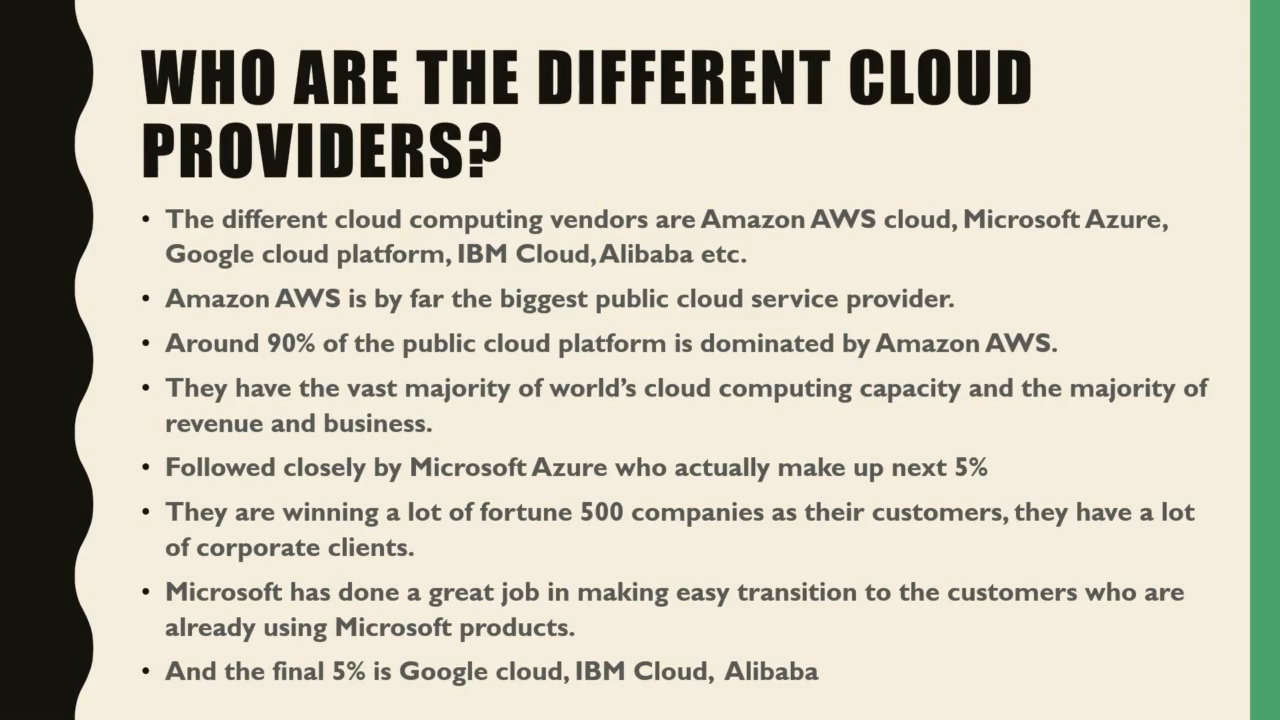 WHO ARE THE DIFFERENT CLOUD
PROVIDERS?
• The different cloud computing vendors are Amazon AWS cloud, Microsoft Azure,
Google cloud platform, IBM Cloud, Alibaba etc.
• Amazon AWS is by far the biggest public cloud service provider.
• Around 90% of the public cloud platform is dominated by Amazon AWS.
• They have the vast majority of world’s cloud computing capacity and the majority of
revenue and business.
• Followed closely by Microsoft Azure who actually make up next 5%
• They are winning a lot of fortune 500 companies as their customers, they have a lot
of corporate clients.
• Microsoft has done a great job in making easy transition to the customers who are
already using Microsoft products.
• And the final 5% is Google cloud, IBM Cloud, Alibaba